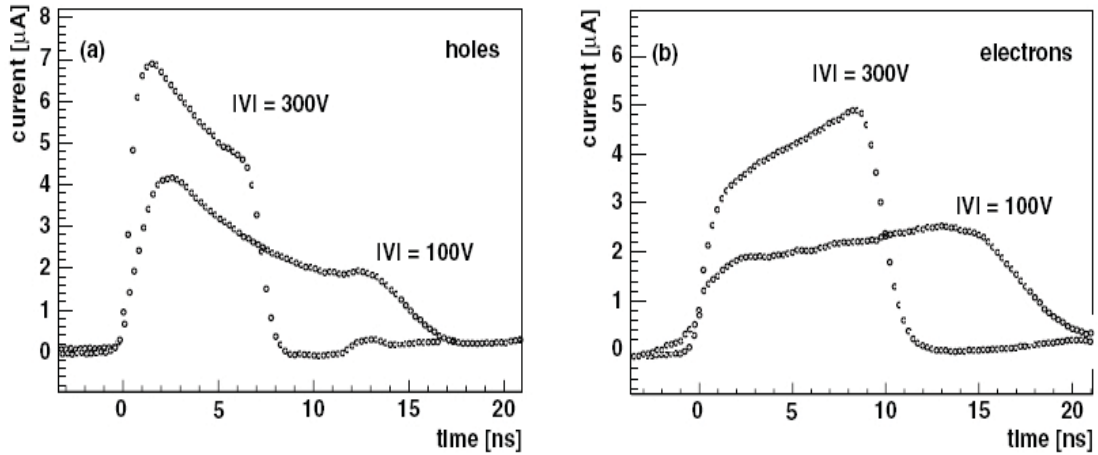 current [μA]
8
7
6
5
4
3
2
1
0
(a)
holes
|V| = 300V
|V| = 100V
0
5
10
15
20
time [ns]
current [μA]
6
5
4
3
2
1
0
(b)
electrons
|V| = 300V
|V| = 100V
0
5
10
15
20
time [ns]